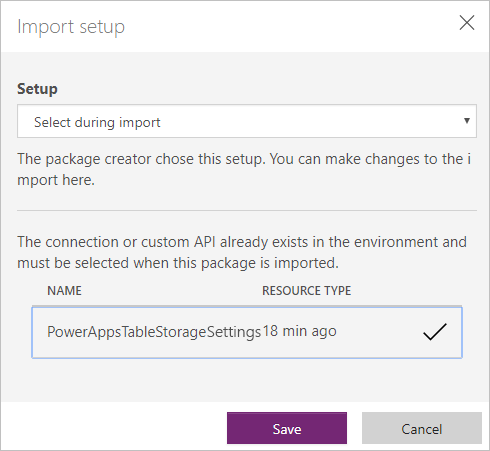 Import setup
Setup
Select during import
The package creator chose this setup. You can make changes to the i
mport here.
The connection or custom API already exists in the environment and
must be selected when this package is imported.
NAME RESOURCE TYPE
PowerAppsTableStorageSettings 18 min ago
Save Cancel